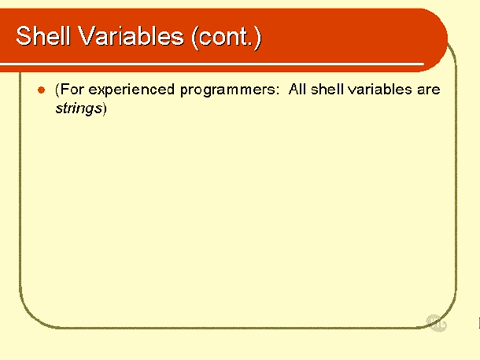 Shell Variables (cont.)
(For experienced programmers: All shell variables are
strings)